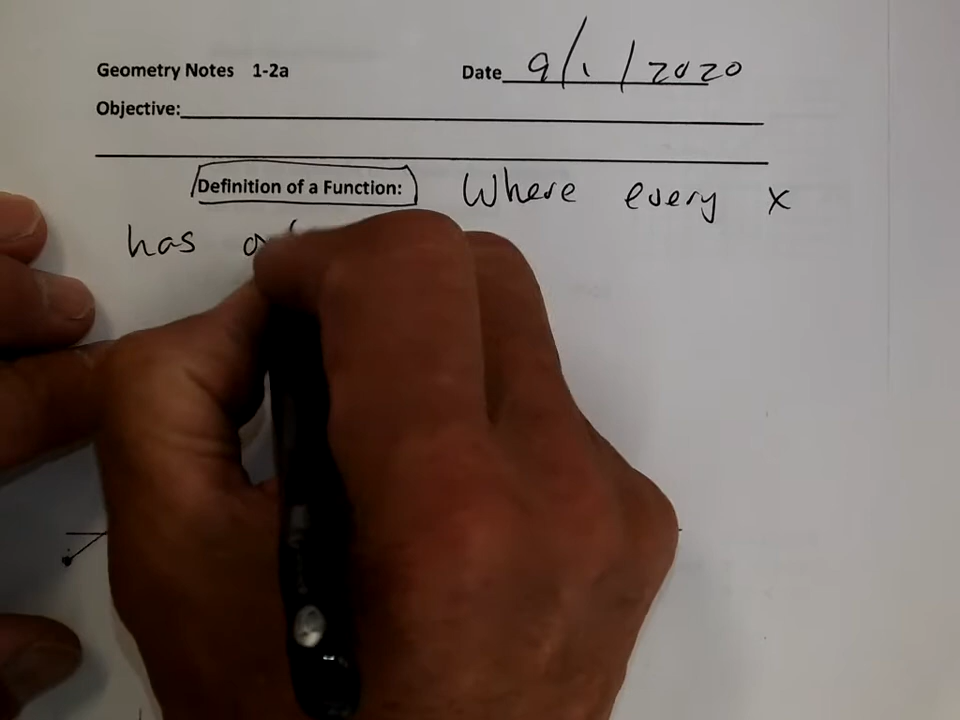 Geometry Notes 1-2a Date 9/1/2020
Objective:
Definition of a Function: Where every x
has